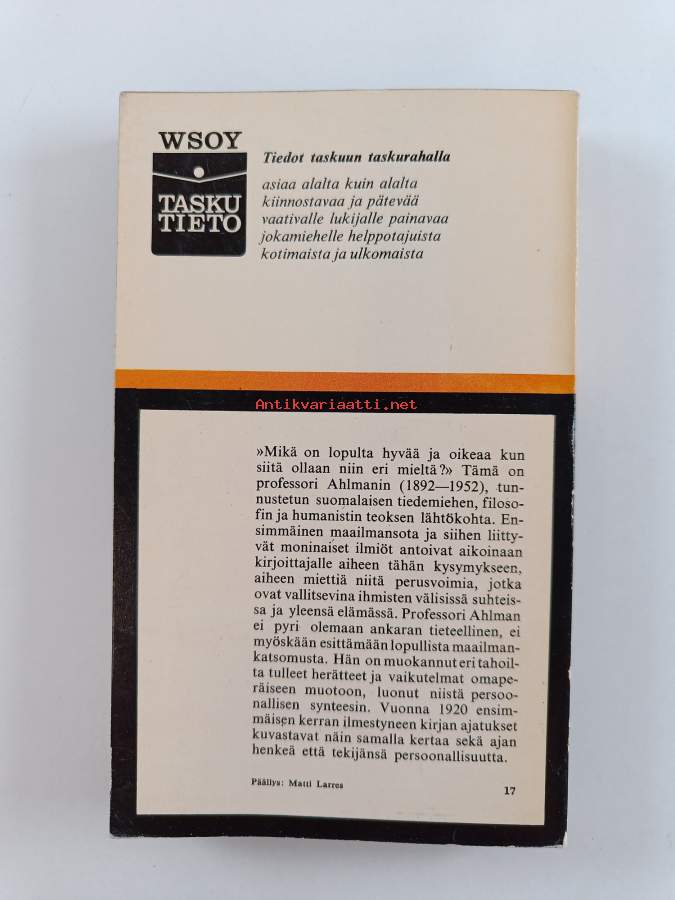 WSOY
TASKU
TIETO
Tiedot taskuun taskurahalla
asiaa alalta kuin alalta
kiinnostavaa ja pätevää
vaativalle lukijalle painavaa
jokamiehelle helppotajuista
kotimaista ja ulkomaista
Antikvariaatti.net
»Mikä on lopulta hyvää ja oikeaa kun
siitä ollaan niin eri mieltä?» Tämä on
professori Ahlmanin (1892—1952), tun-
nustetun suomalaisen tiedemiehen, filoso-
fin ja humanistin teoksen lähtökohta. En-
simmäinen maailmansota ja siihen liitty-
vät moninaiset ilmiöt antoivat aikoinaan
kirjoittajalle aiheen tähän kysymykseen,
aiheen miettiä niitä perusvoimia, jotka
ovat vallitsevina ihmisten välisissä suhteis-
sa ja yleensä elämässä. Professori Ahlman
ei pyri olemaan ankaran tieteellinen, ei
myöskään esittämään lopullista maailman-
katsomusta. Hän on muokannut eri tahoil-
ta tulleet herätteet ja vaikutelmat omape-
räiseen muotoon, luonut niistä persoo-
nallisen synteesin. Vuonna 1920 ensim-
mäisen kerran ilmestyneen kirjan ajatukset
kuvastavat näin samalla kertaa sekä ajan
henkeä että tekijänsä persoonallisuutta.
Päällys: Matti Larres
17